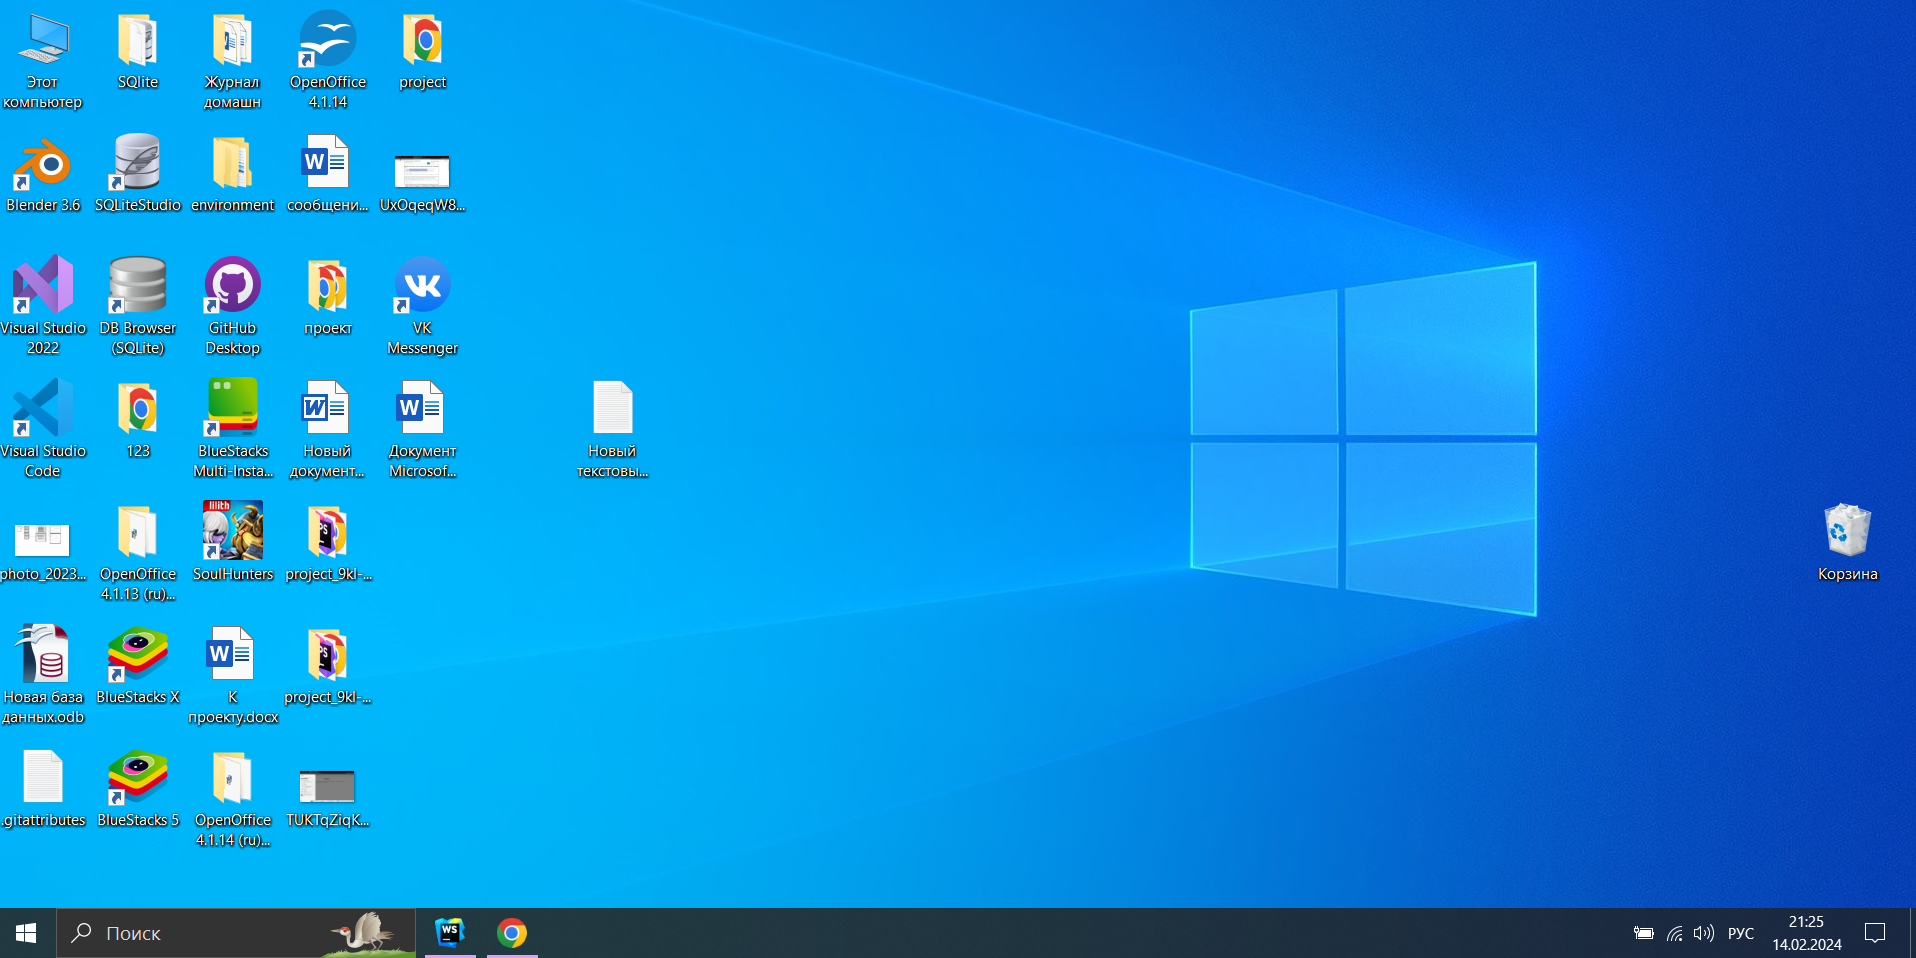 Этот
компьютер
SQlite
Журнал
домашн
OpenOffice
4.1.14
project
Blender 3.6
SQLiteStudio
environment
W
сообщени...
UxOqeqW8...
Visual Studio
2022
DB Browser
(SQLite)
GitHub
Desktop
проект
VK
Messenger
Visual Studio
Code
123
BlueStacks
Multi-Insta...
W
Новый
документ...
W
Документ
Microsof...
Новый
текстовы...
photo_2023...
OpenOffice
4.1.13 (ru)...
lilith
SoulHunters
PS
project_9kl-...
Корзина
Новая база
данных.odb
BlueStacks X
W
К
проекту.docx
PS
project_9kl-...
.gitattributes
BlueStacks 5
OpenOffice
4.1.14 (ru)...
TUKTqZiqK...
Поиск
WS
РУС
21:25
14.02.2024